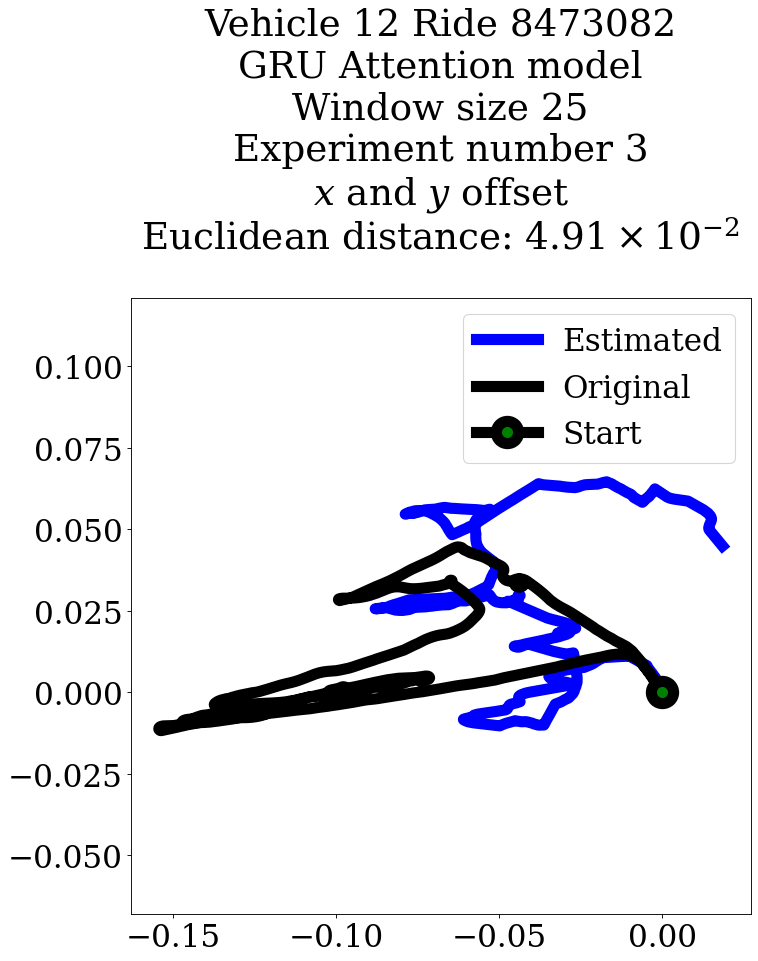 Vehicle 12 Ride 8473082
GRU Attention model
Window size 25
Experiment number 3
x and y offset
Euclidean distance: 4.91 × 10⁻²
Estimated
Original
Start
0.100
0.075
0.050
0.025
0.000
−0.025
−0.050
−0.15 −0.10 −0.05 0.00